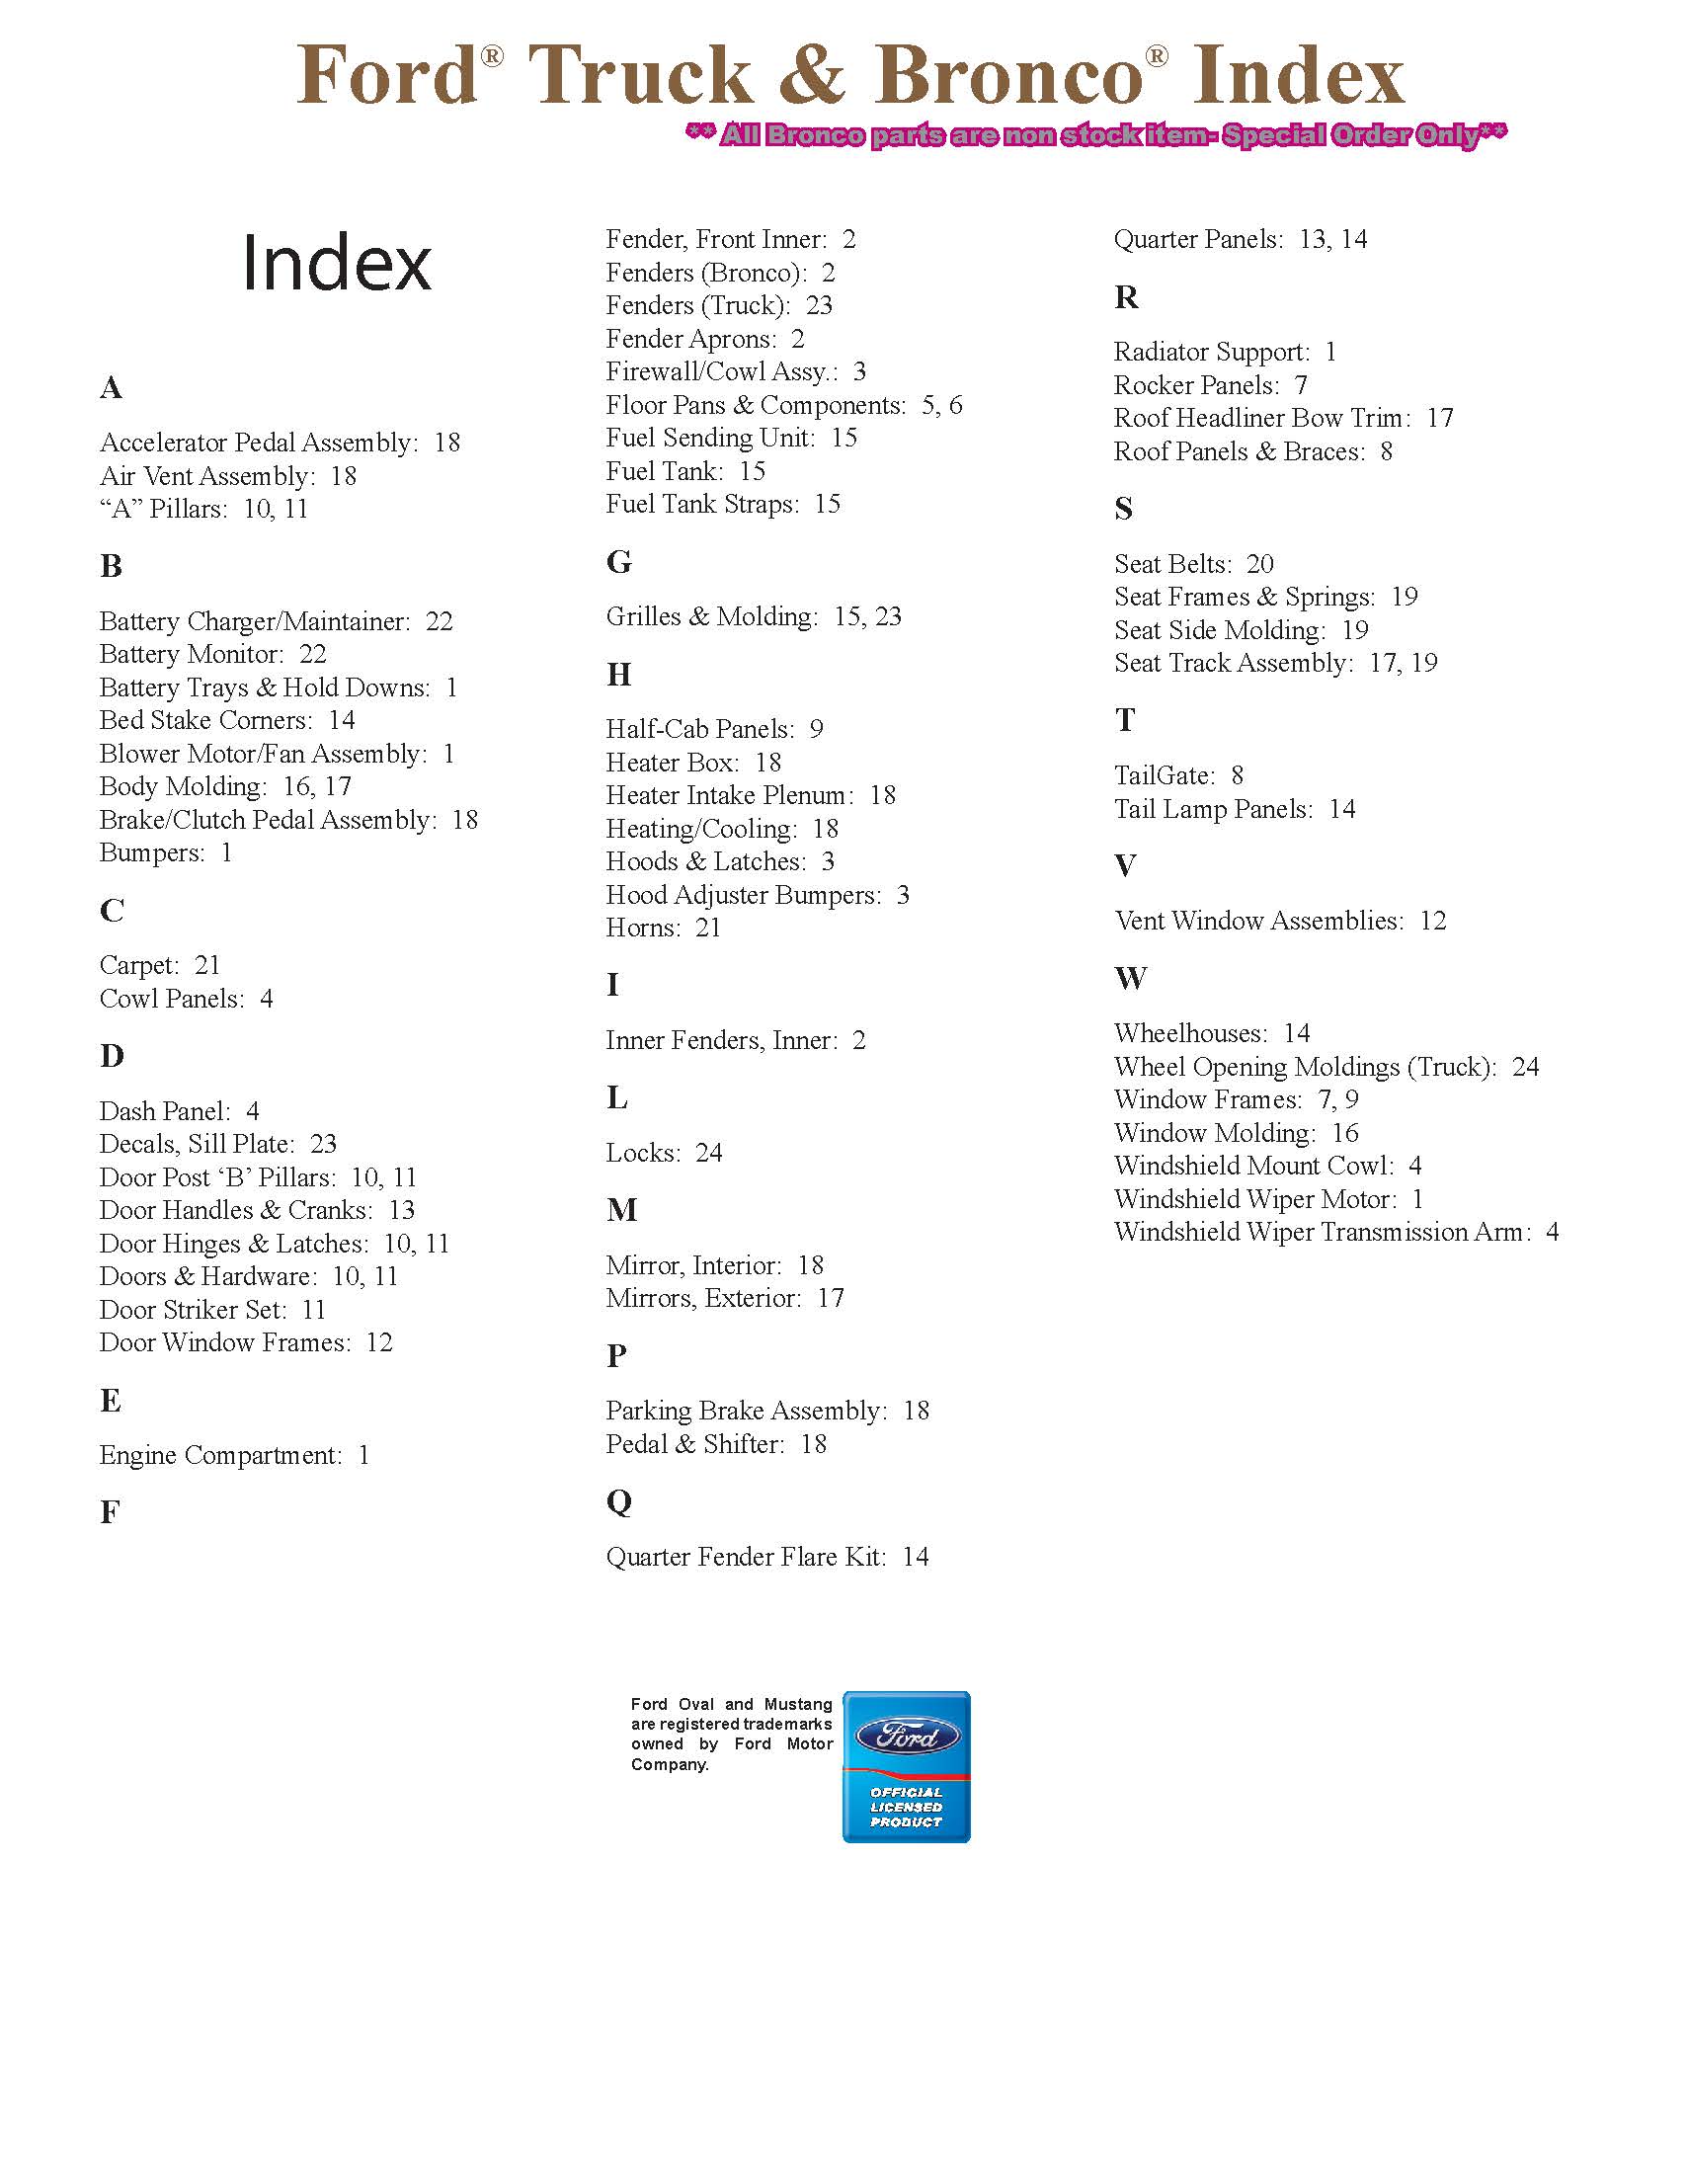 Ford® Truck & Bronco® Index
** All Bronco parts are non stock item- Special Order Only**
Index
A
Accelerator Pedal Assembly: 18
Air Vent Assembly: 18
“A” Pillars: 10, 11
B
Battery Charger/Maintainer: 22
Battery Monitor: 22
Battery Trays & Hold Downs: 1
Bed Stake Corners: 14
Blower Motor/Fan Assembly: 1
Body Molding: 16, 17
Brake/Clutch Pedal Assembly: 18
Bumpers: 1
C
Carpet: 21
Cowl Panels: 4
D
Dash Panel: 4
Decals, Sill Plate: 23
Door Post ‘B’ Pillars: 10, 11
Door Handles & Cranks: 13
Door Hinges & Latches: 10, 11
Doors & Hardware: 10, 11
Door Striker Set: 11
Door Window Frames: 12
E
Engine Compartment: 1
F
Fender, Front Inner: 2
Fenders (Bronco): 2
Fenders (Truck): 23
Fender Aprons: 2
Firewall/Cowl Assy.: 3
Floor Pans & Components: 5, 6
Fuel Sending Unit: 15
Fuel Tank: 15
Fuel Tank Straps: 15
G
Grilles & Molding: 15, 23
H
Half-Cab Panels: 9
Heater Box: 18
Heater Intake Plenum: 18
Heating/Cooling: 18
Hoods & Latches: 3
Hood Adjuster Bumpers: 3
Horns: 21
I
Inner Fenders, Inner: 2
L
Locks: 24
M
Mirror, Interior: 18
Mirrors, Exterior: 17
P
Parking Brake Assembly: 18
Pedal & Shifter: 18
Q
Quarter Fender Flare Kit: 14
Quarter Panels: 13, 14
R
Radiator Support: 1
Rocker Panels: 7
Roof Headliner Bow Trim: 17
Roof Panels & Braces: 8
S
Seat Belts: 20
Seat Frames & Springs: 19
Seat Side Molding: 19
Seat Track Assembly: 17, 19
T
TailGate: 8
Tail Lamp Panels: 14
V
Vent Window Assemblies: 12
W
Wheelhouses: 14
Wheel Opening Moldings (Truck): 24
Window Frames: 7, 9
Window Molding: 16
Windshield Mount Cowl: 4
Windshield Wiper Motor: 1
Windshield Wiper Transmission Arm: 4
Ford Oval and Mustang
are registered trademarks
owned by Ford Motor
Company.
Ford
OFFICIAL
LICENSED
PRODUCT